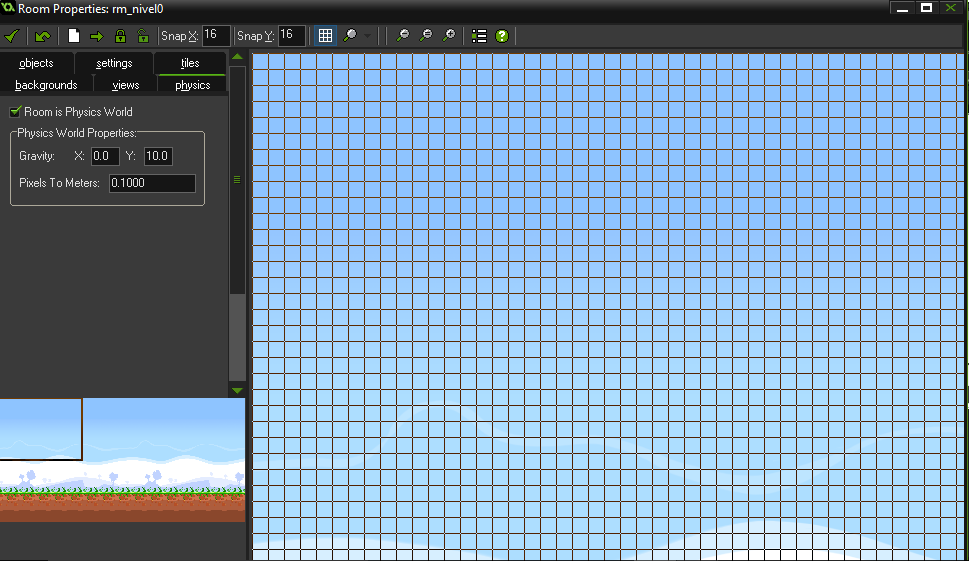 Room Properties: rm_nivel0
Snap X: 16 Snap Y: 16
objects settings tiles
backgrounds views physics
Room is Physics World
Physics World Properties:
Gravity: X: 0.0 Y: 10.0
Pixels To Meters: 0.1000